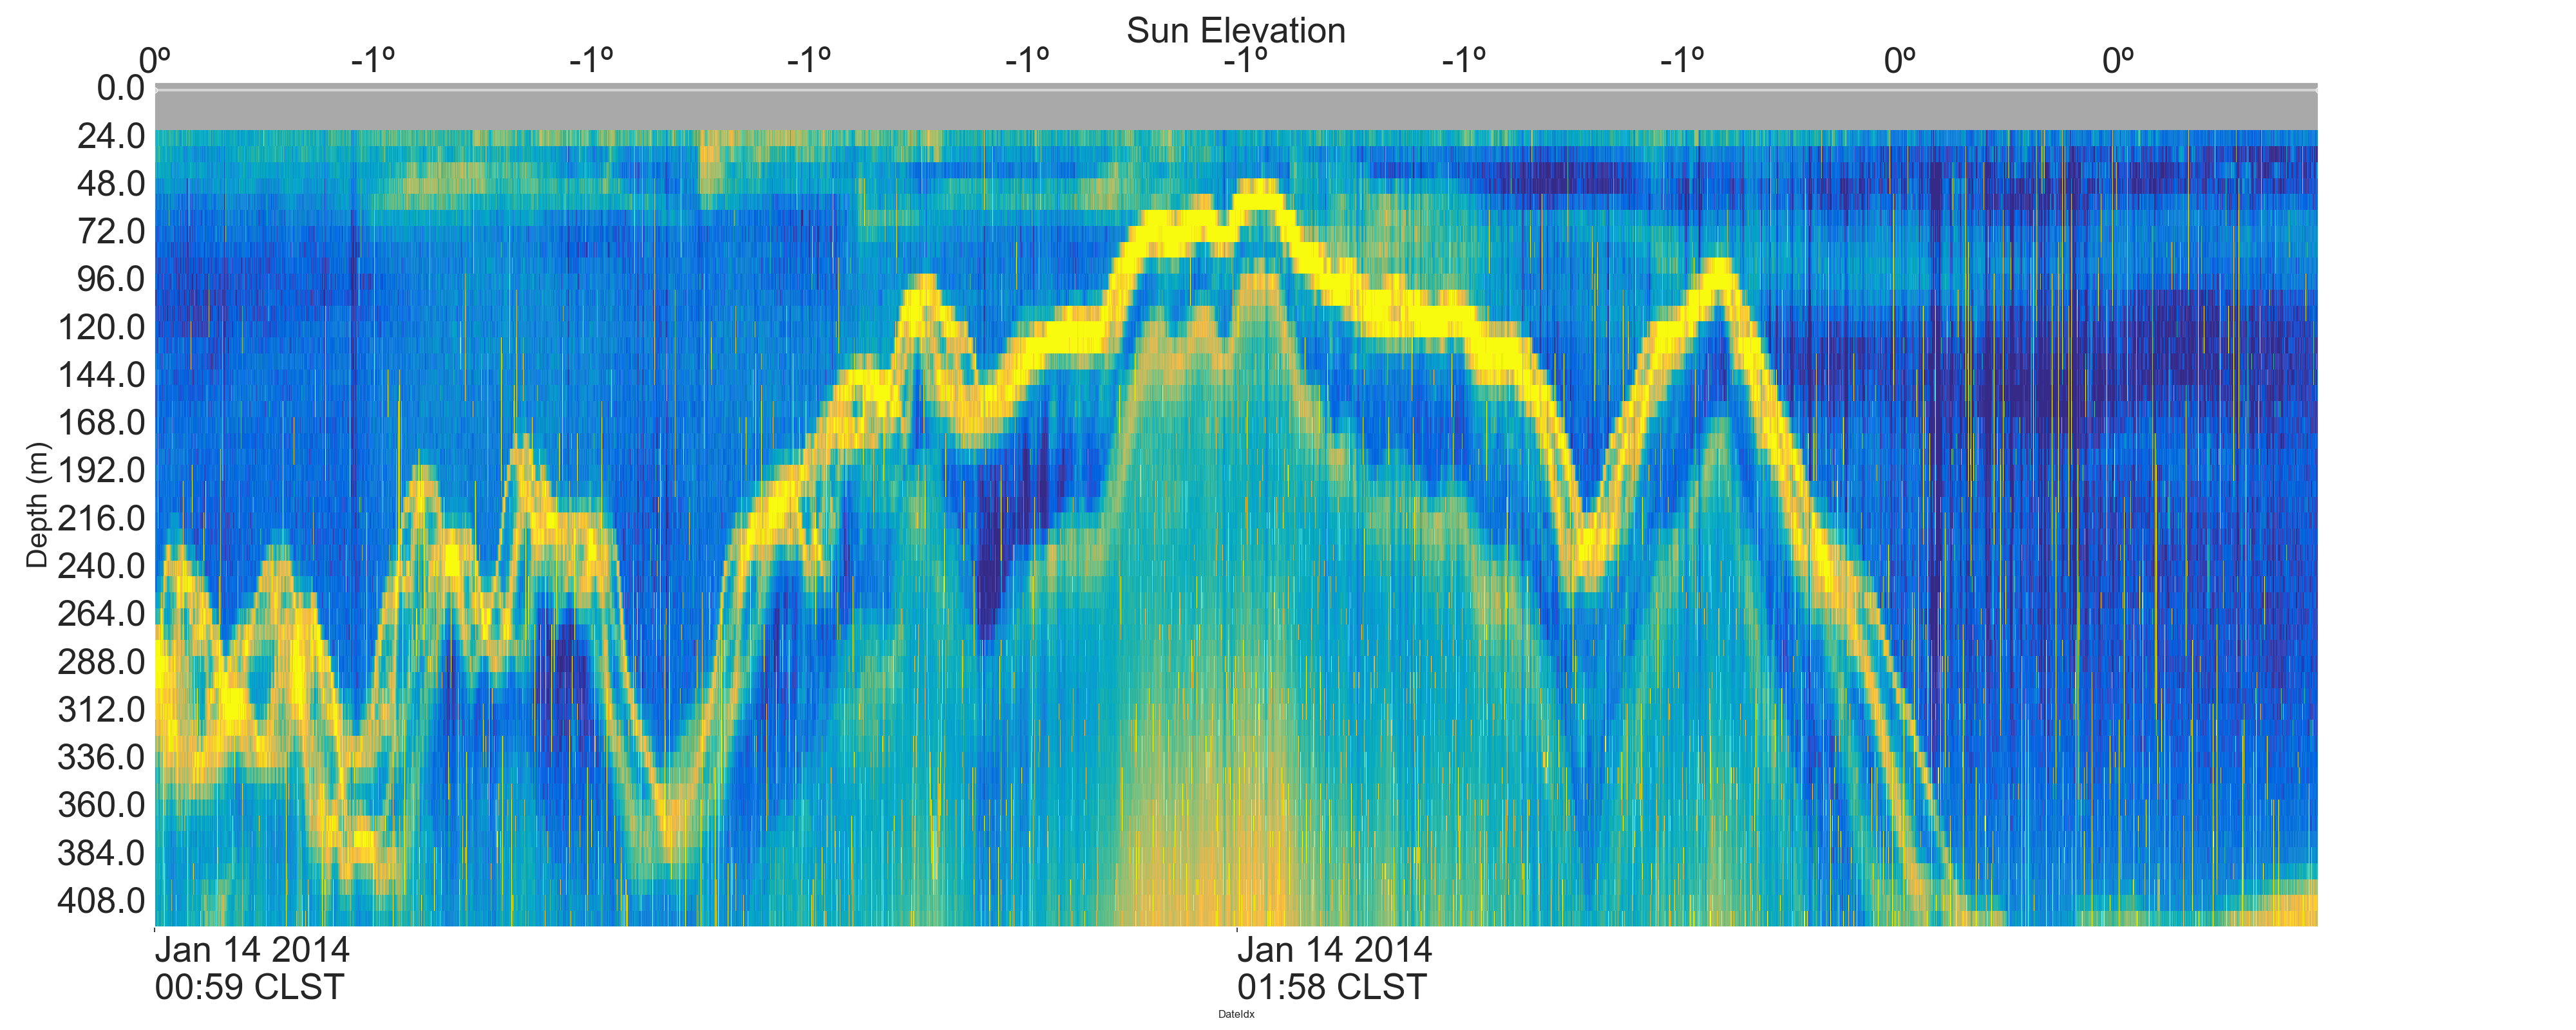 Sun Elevation
0º -1º -1º -1º -1º -1º -1º -1º 0º 0º
0.0
24.0
48.0
72.0
96.0
120.0
144.0
168.0
192.0
216.0
240.0
264.0
288.0
312.0
336.0
360.0
384.0
408.0
Depth (m)
Jan 14 2014
00:59 CLST
Jan 14 2014
01:58 CLST
DateIdx